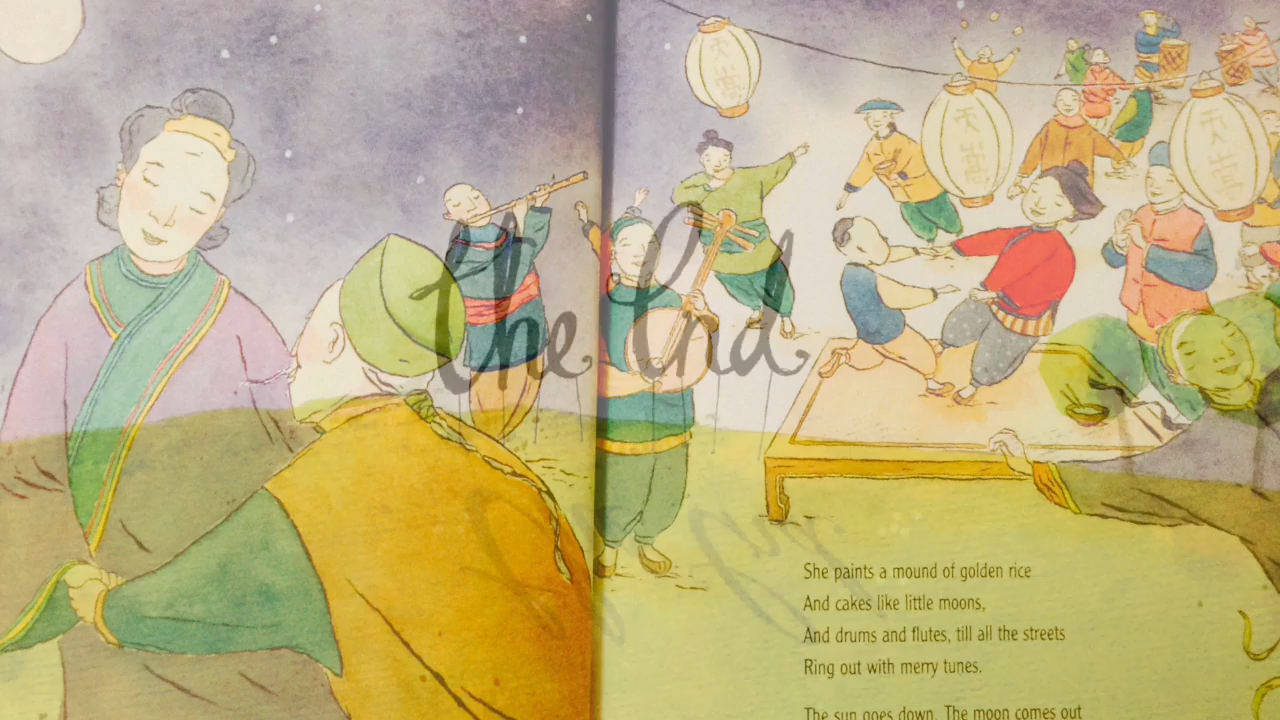 the End
She paints a mound of golden rice
And cakes like little moons,
And drums and flutes, till all the streets
Ring out with merry tunes.
The sun goes down. The moon comes out